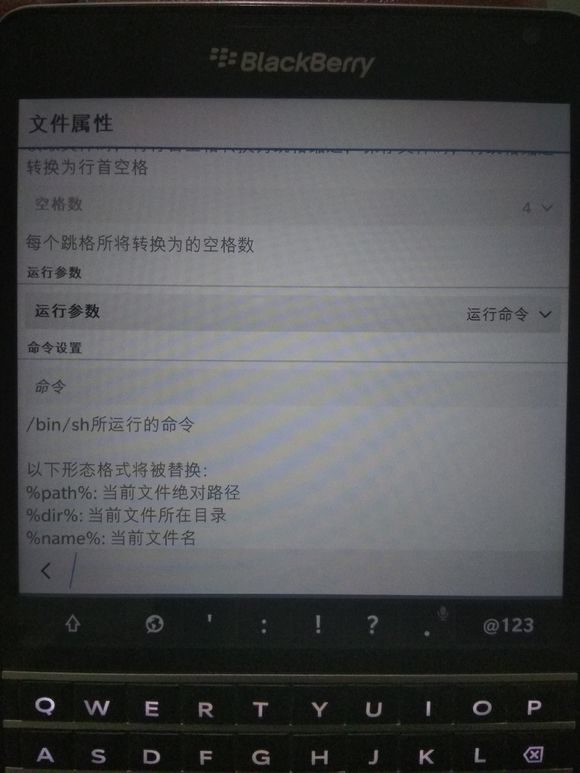 BlackBerry
文件属性
转换为行首空格
空格数
4
每个跳格所将转换为的空格数
运行参数
运行参数
运行命令
命令设置
命令
/bin/sh所运行的命令
以下形态格式将被替换:
%path%: 当前文件绝对路径
%dir%: 当前文件所在目录
%name%: 当前文件名
' : ! ? . @123
Q W E R T Y U I O P
A S D F G H J K L